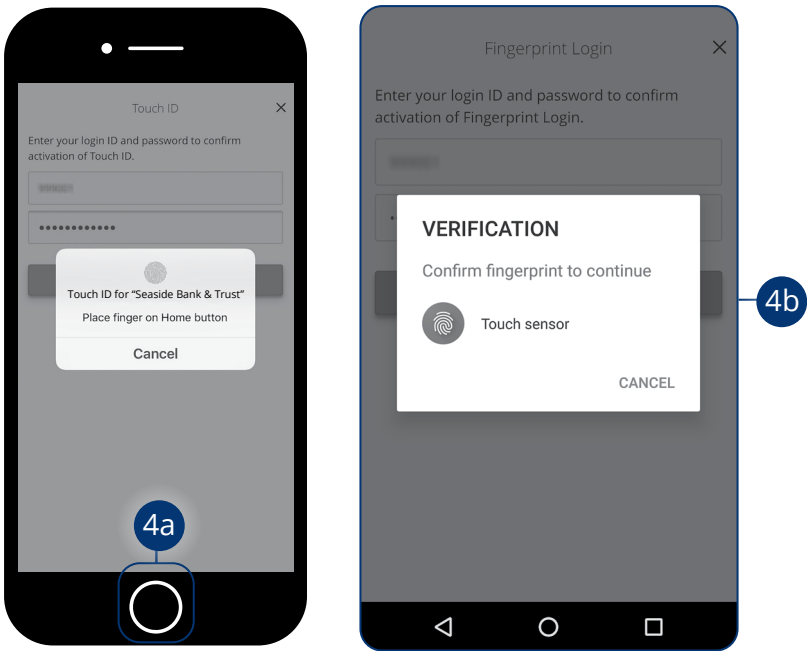 Touch ID
Enter your login ID and password to confirm
activation of Touch ID.
Touch ID for “Seaside Bank & Trust”
Place finger on Home button
Cancel
4a
Fingerprint Login
Enter your login ID and password to confirm
activation of Fingerprint Login.
VERIFICATION
Confirm fingerprint to continue
Touch sensor
CANCEL
4b